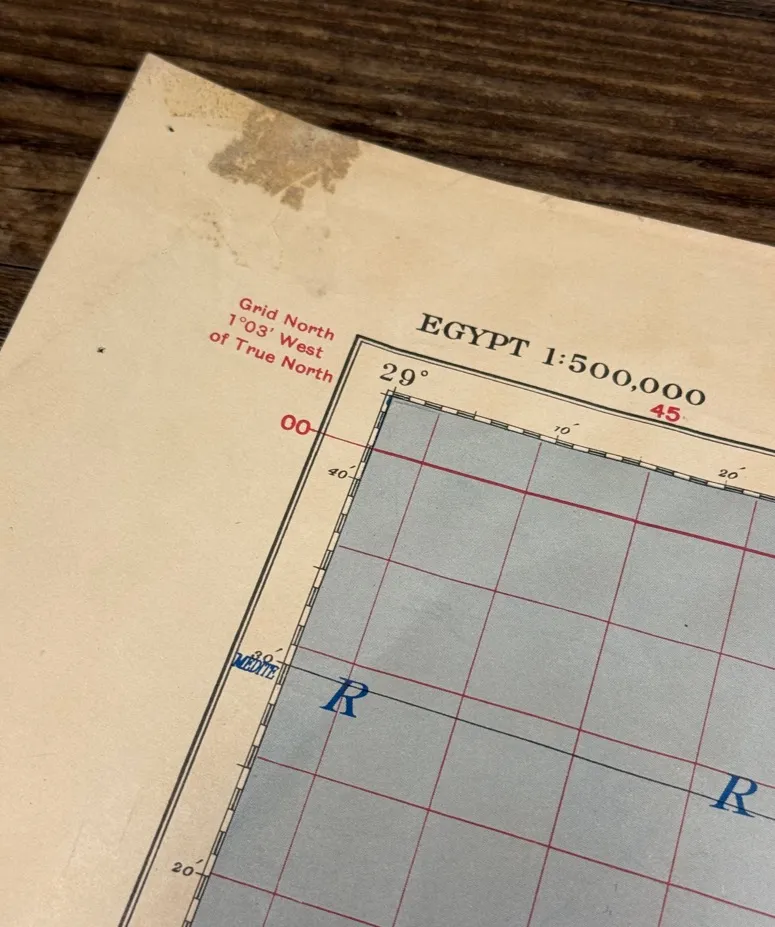 Grid North
1°03′ West
of True North
EGYPT 1:500,000
29°
45
00
10′
20′
40′
30′
MEDITE
R
R
20′